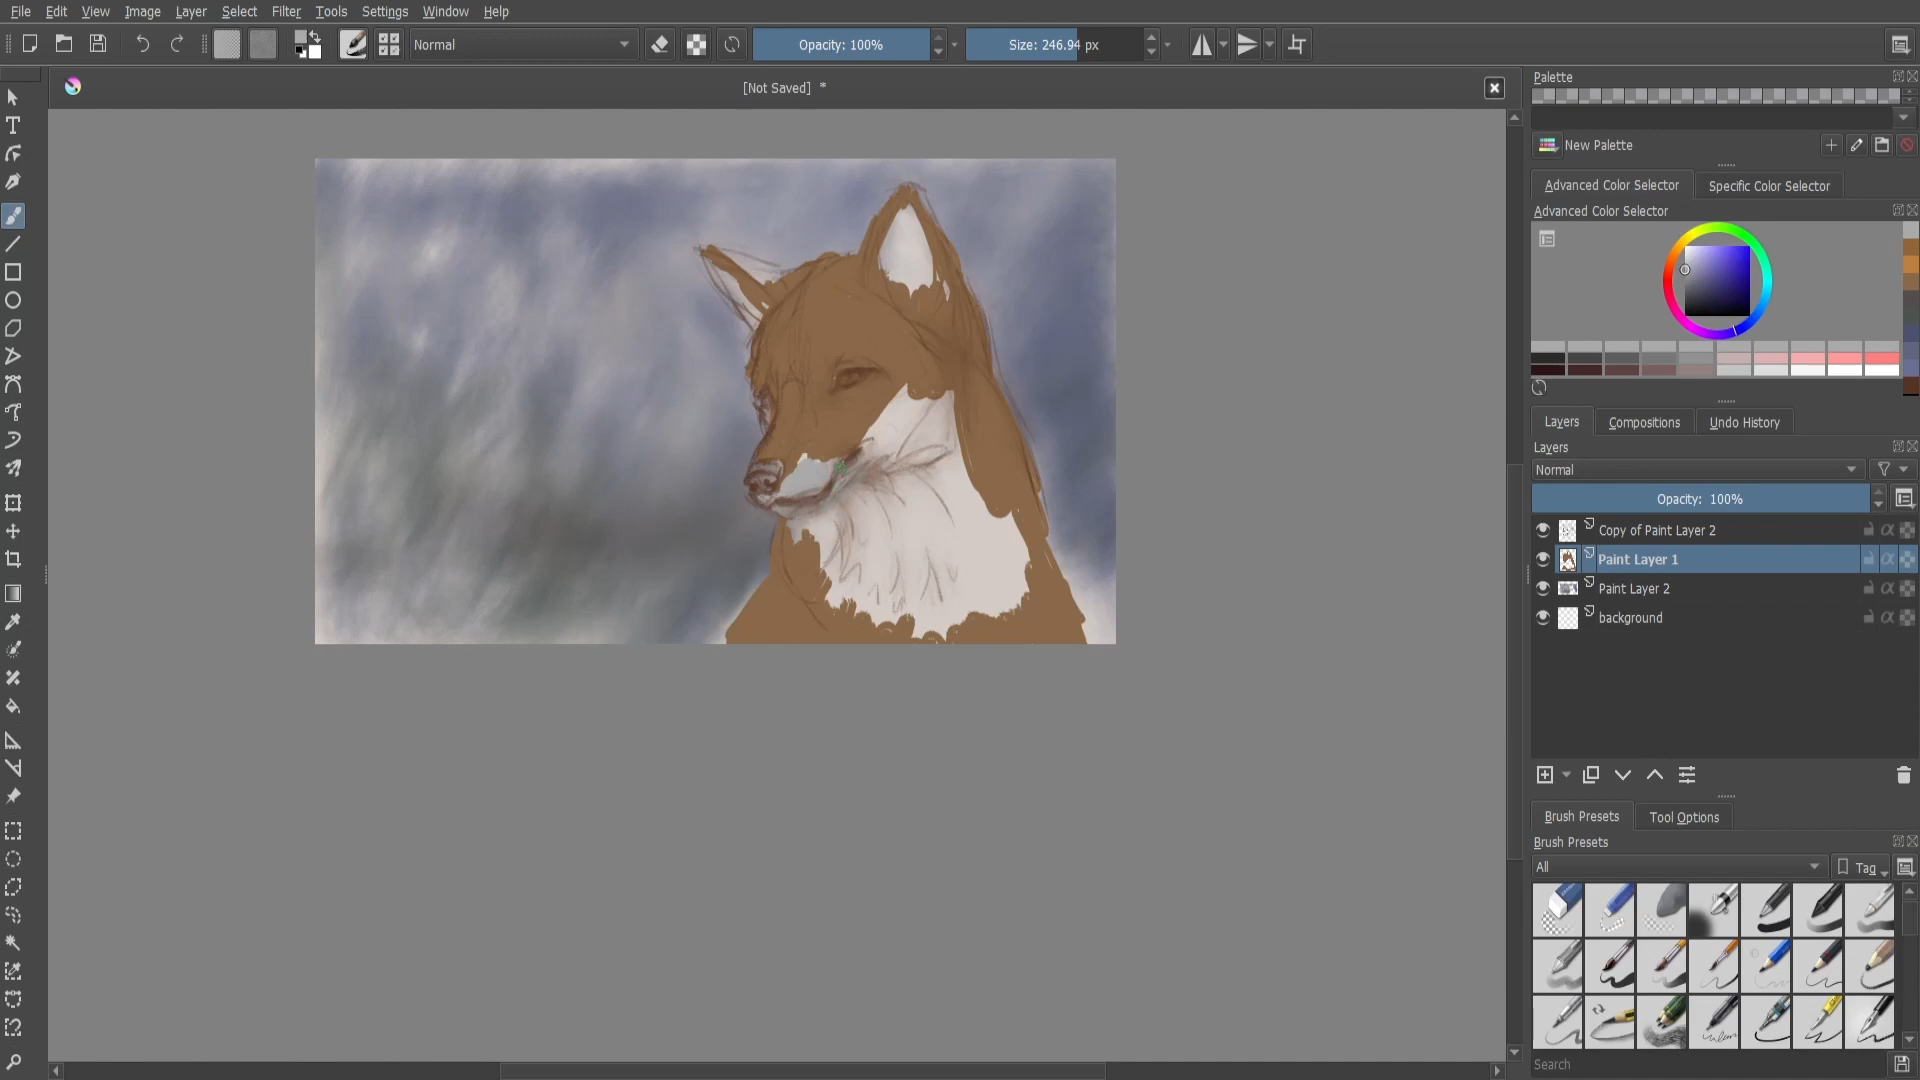 File Edit View Image Layer Select Filter Tools Settings Window Help
Normal Opacity: 100% Size: 246.94 px
[Not Saved] *
Palette
New Palette
Advanced Color Selector Specific Color Selector
Advanced Color Selector
Layers Compositions Undo History
Layers
Normal
Opacity: 100%
Copy of Paint Layer 2
Paint Layer 1
Paint Layer 2
background
Brush Presets Tool Options
Brush Presets
All Tag
Search